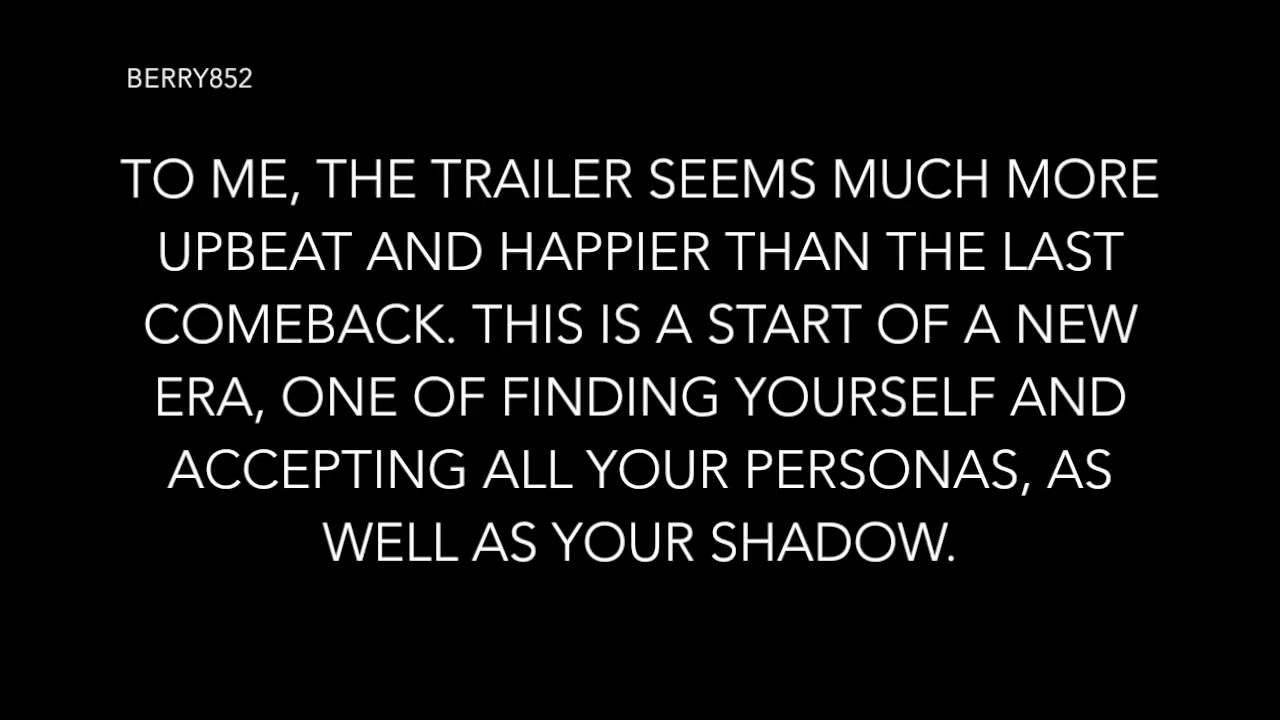 BERRY852
TO ME, THE TRAILER SEEMS MUCH MORE
UPBEAT AND HAPPIER THAN THE LAST
COMEBACK. THIS IS A START OF A NEW
ERA, ONE OF FINDING YOURSELF AND
ACCEPTING ALL YOUR PERSONAS, AS
WELL AS YOUR SHADOW.